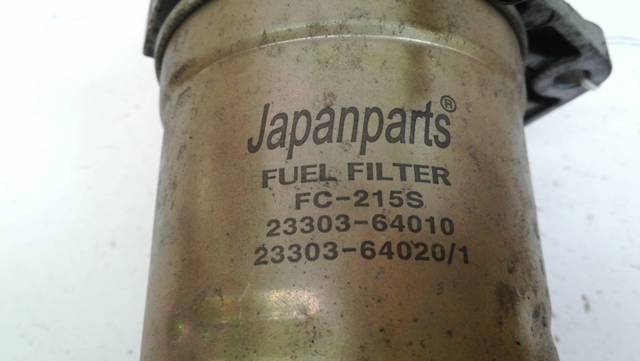 Japanparts®
FUEL FILTER
FC-215S
23303-64010
23303-64020/1